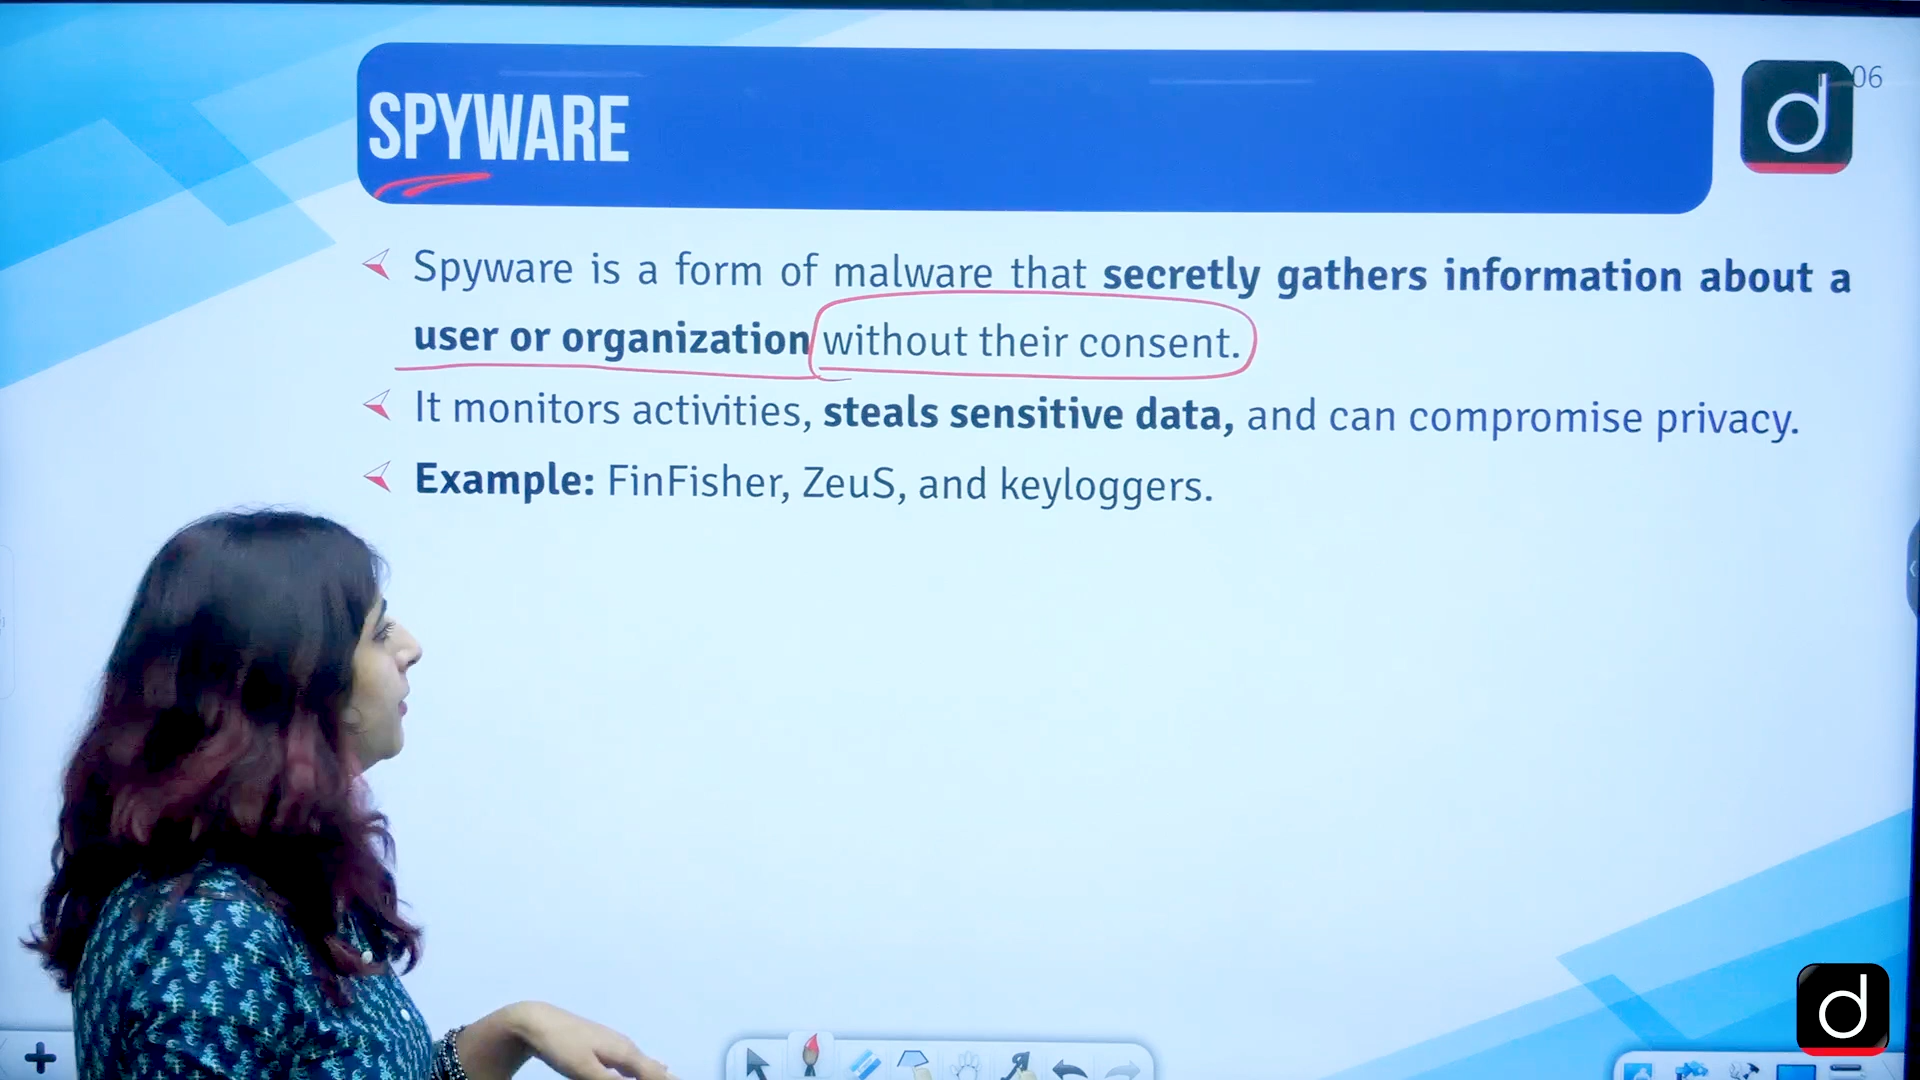 SPYWARE
06
Spyware is a form of malware that secretly gathers information about a
user or organization without their consent.
It monitors activities, steals sensitive data, and can compromise privacy.
Example: FinFisher, ZeuS, and keyloggers.
d
d